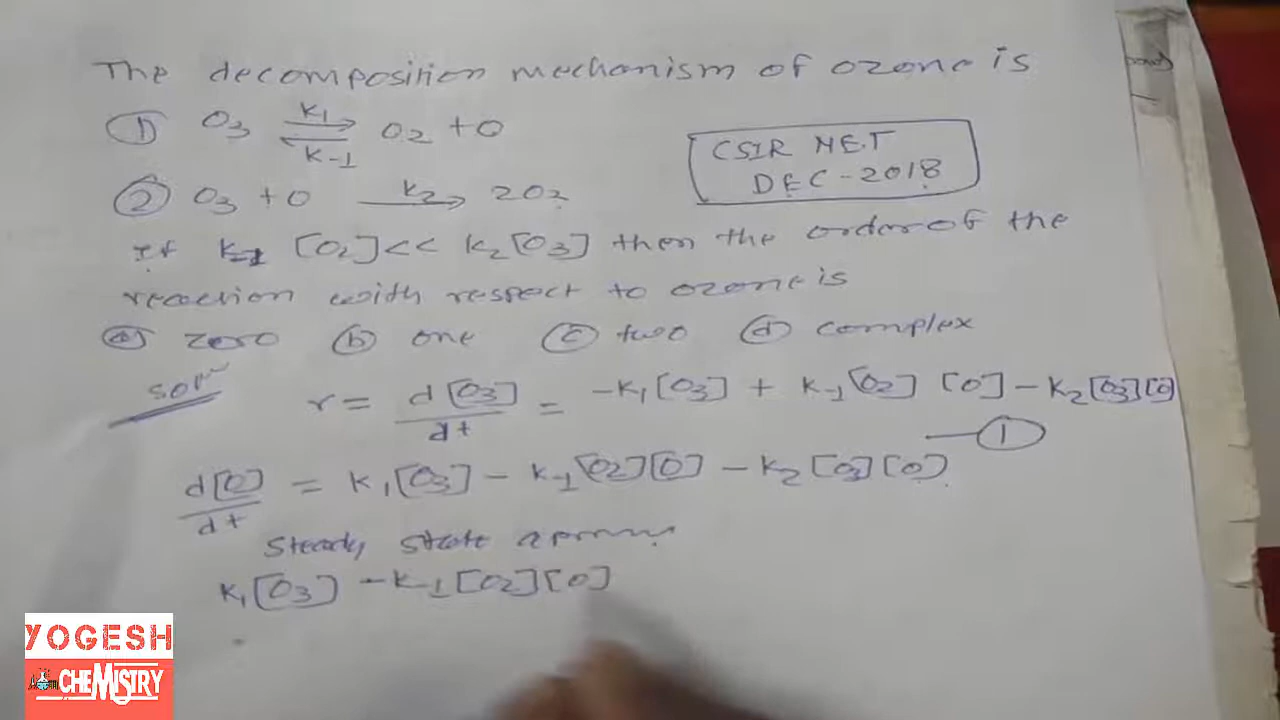 The decomposition mechanism of ozone is
① O3 ⇌ O2 + O
K1
K-1
② O3 + O → 2O2
K2
CSIR NET
DEC-2018
If K-1 [O2] << K2 [O3] then the order of the
reaction with respect to ozone is
ⓐ zero ⓑ one ⓒ two ⓓ complex
r = d[O3]/dt = -K1[O3] + K-1[O2] [O] - K2[O3][O]
①
d[O]/dt = K1[O3] - K-1[O2][O] - K2[O3][O]
Steady state
K1[O3] - K-1[O2][O]
YOGESH
CHEMISTRY